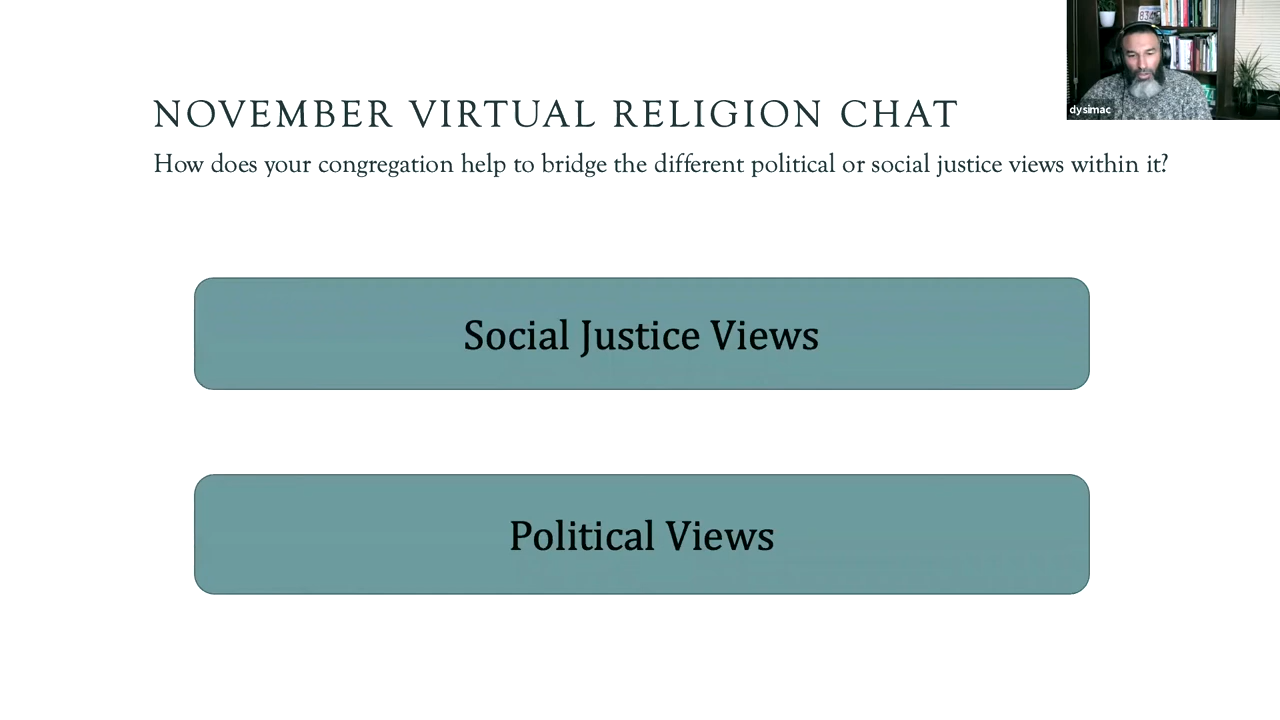 NOVEMBER VIRTUAL RELIGION CHAT
How does your congregation help to bridge the different political or social justice views within it?
dysimac
Social Justice Views
Political Views